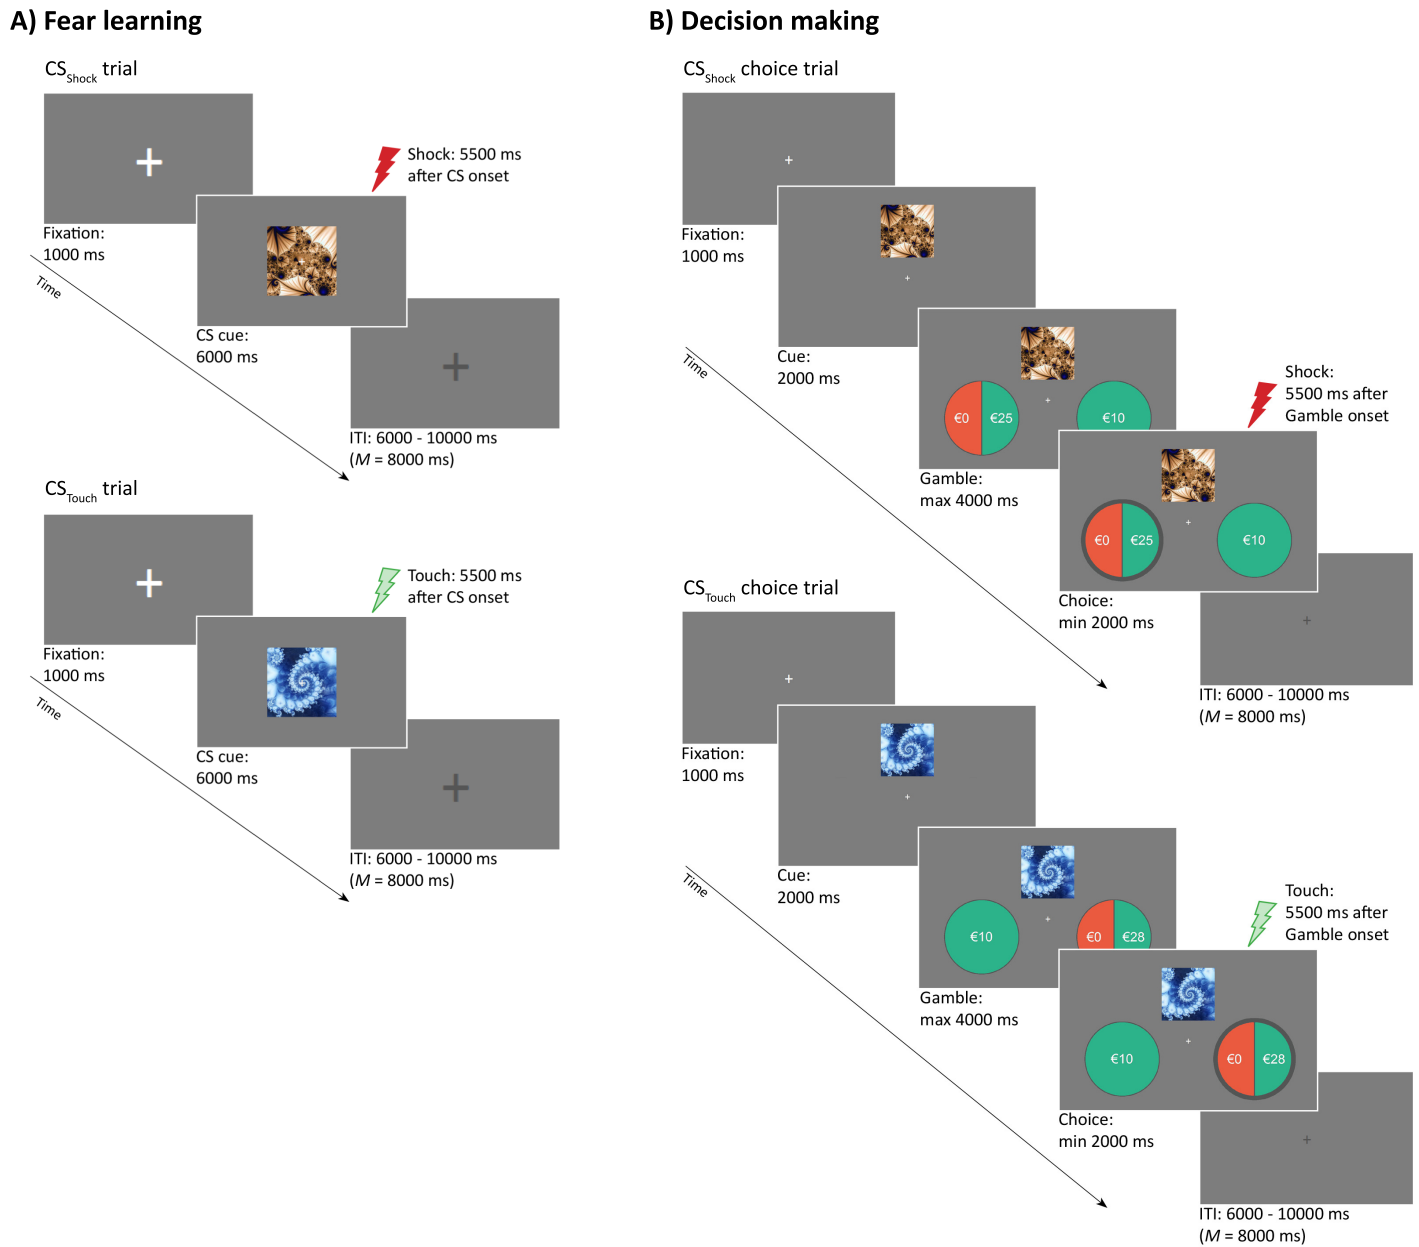 A) Fear learning
CSShock trial
Shock: 5500 ms
after CS onset
Fixation:
1000 ms
Time
CS cue:
6000 ms
ITI: 6000 - 10000 ms
(M = 8000 ms)
CSTouch trial
Touch: 5500 ms
after CS onset
Fixation:
1000 ms
Time
CS cue:
6000 ms
ITI: 6000 - 10000 ms
(M = 8000 ms)
B) Decision making
CSShock choice trial
Fixation:
1000 ms
Time
Cue:
2000 ms
€0 €25 €10
Gamble:
max 4000 ms
Shock:
5500 ms after
Gamble onset
€0 €25 €10
Choice:
min 2000 ms
ITI: 6000 - 10000 ms
(M = 8000 ms)
CSTouch choice trial
Fixation:
1000 ms
Time
Cue:
2000 ms
€10 €0 €28
Gamble:
max 4000 ms
Touch:
5500 ms after
Gamble onset
€10 €0 €28
Choice:
min 2000 ms
ITI: 6000 - 10000 ms
(M = 8000 ms)